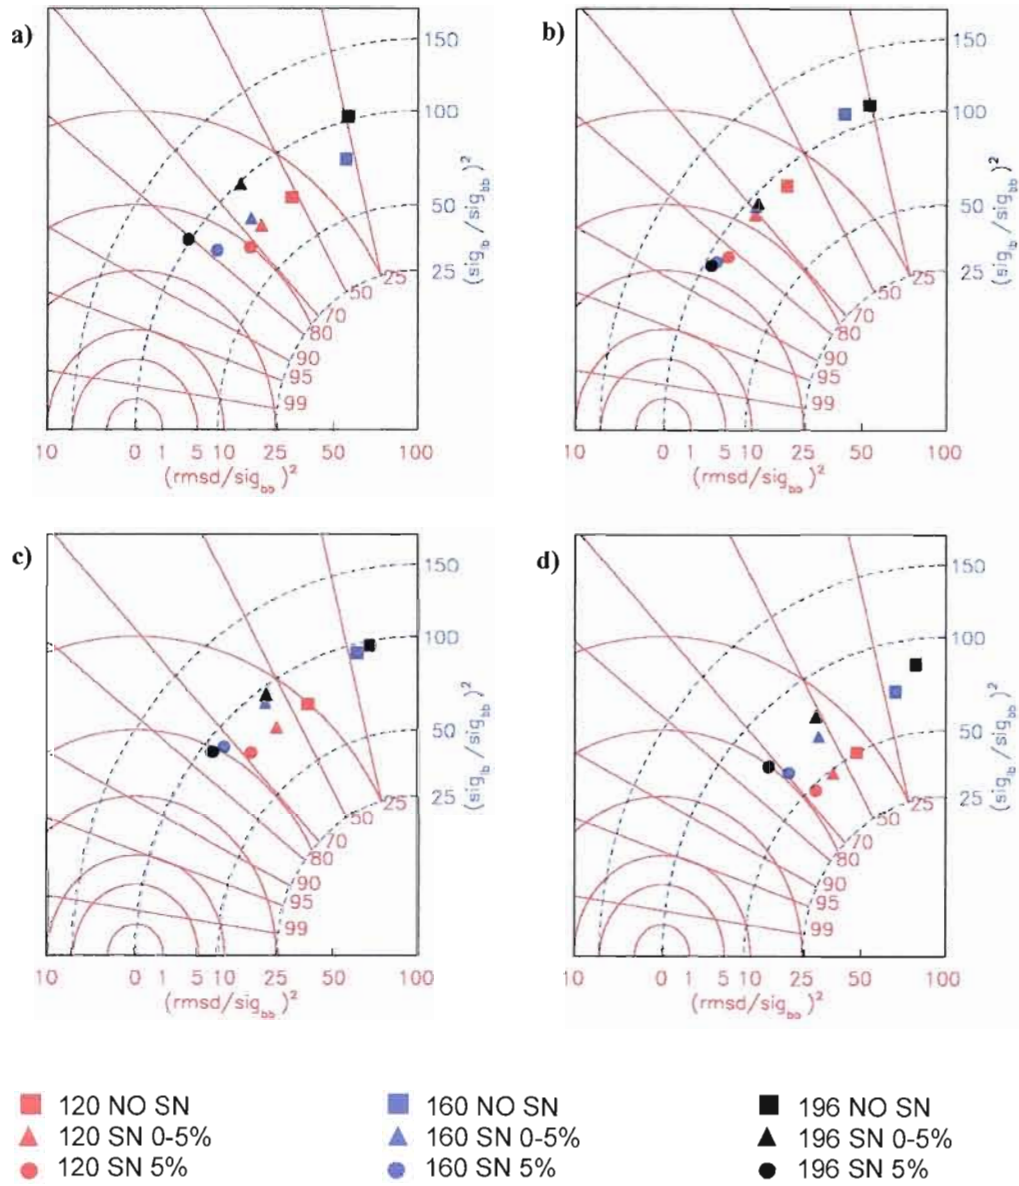 a)
150
100
50
25
(sig_lb/sig_bb)²
25
50
70
80
90
95
99
10 0 1 5 10 25 50 100
(rmsd/sig_bb)²
b)
150
100
50
25
(sig_lb/sig_bb)²
25
50
70
80
90
95
99
10 0 1 5 10 25 50 100
(rmsd/sig_bb)²
c)
150
100
50
25
(sig_lb/sig_bb)²
25
50
70
80
90
95
99
10 0 1 5 10 25 50 100
(rmsd/sig_bb)²
d)
150
100
50
25
(sig_lb/sig_bb)²
25
50
70
80
90
95
99
10 0 1 5 10 25 50 100
(rmsd/sig_bb)²
120 NO SN
120 SN 0-5%
120 SN 5%
160 NO SN
160 SN 0-5%
160 SN 5%
196 NO SN
196 SN 0-5%
196 SN 5%